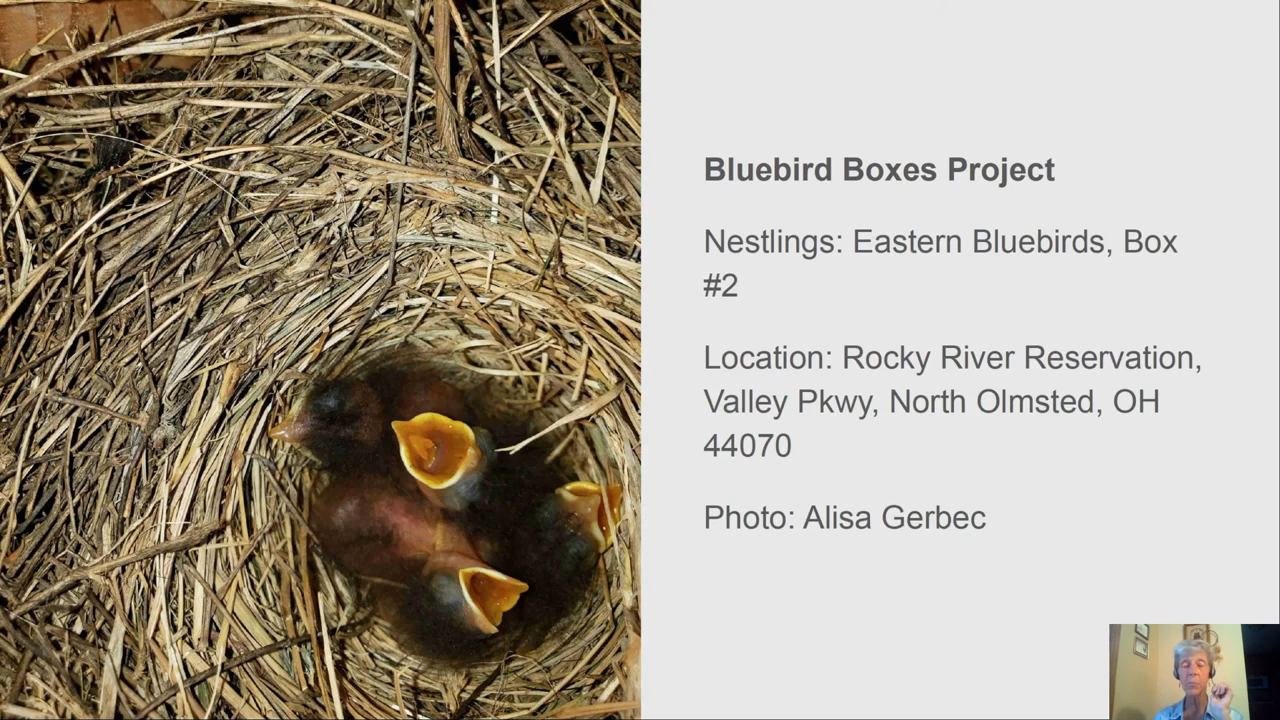 Bluebird Boxes Project
Nestlings: Eastern Bluebirds, Box
#2
Location: Rocky River Reservation,
Valley Pkwy, North Olmsted, OH
44070
Photo: Alisa Gerbec